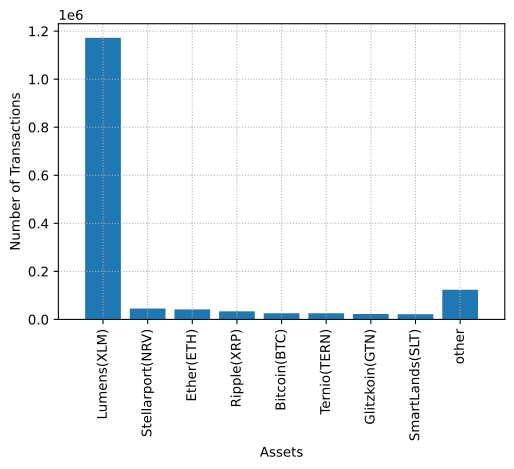 1e6
1.2
1.0
0.8
0.6
0.4
0.2
0.0
Number of Transactions
Lumens(XLM)
Stellarport(NRV)
Ether(ETH)
Ripple(XRP)
Bitcoin(BTC)
Ternio(TERN)
Glitzkoin(GTN)
SmartLands(SLT)
other
Assets